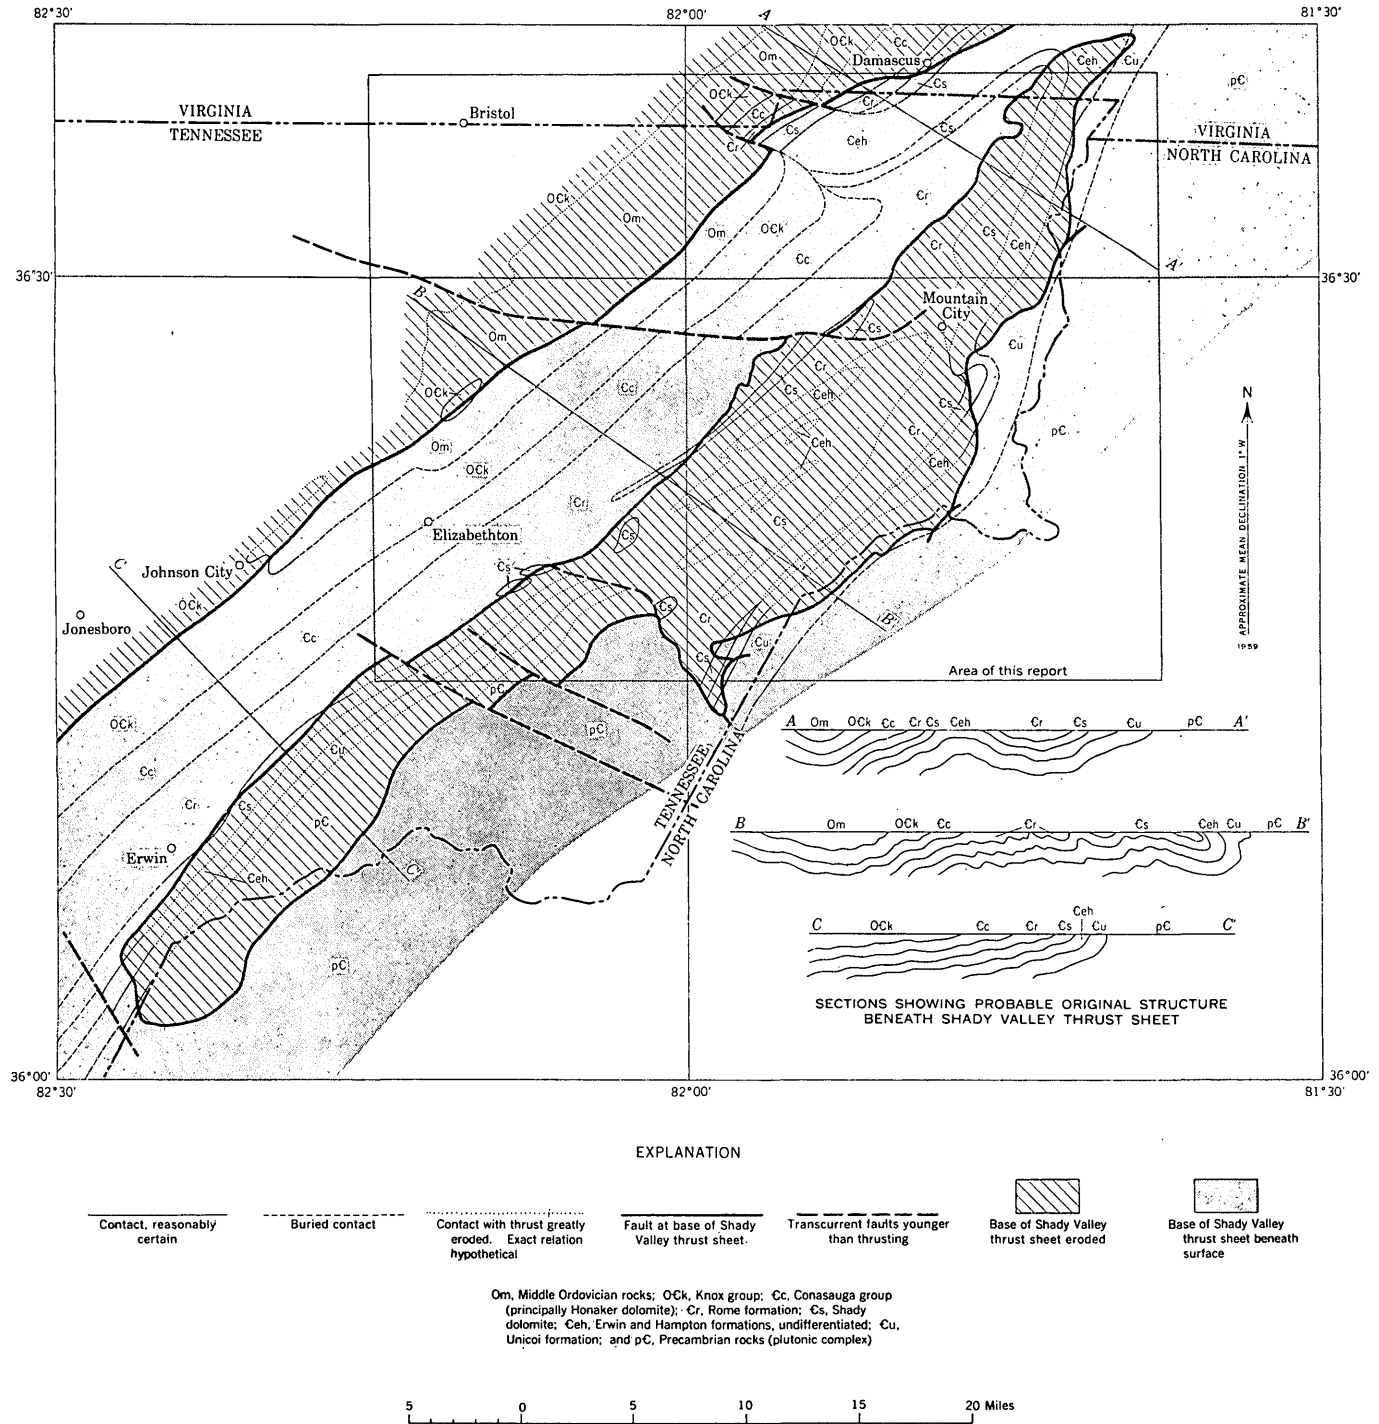 82°30'
82°00'
81°30'
A
OЄk
Єc
Om
Damascus
Єs
Єeh
Єu
pЄ
OЄk
Єc
Єr
VIRGINIA
TENNESSEE
Bristol
Єs
Єeh
Єs
VIRGINIA
NORTH CAROLINA
Єr
OЄk
Om
Єr
Om
OЄk
Єc
Єr
Єs
Єeh
36°30'
A'
36°30'
B
Mountain
City
Om
Єs
Єu
Єr
Єs
Єeh
Єc
OЄk
Єs
N
Om
Єeh
Єr
pЄ
OЄk
Єeh
Єr
APPROXIMATE MEAN DECLINATION 1° W
1959
Єs
Elizabethton
Єs
C
Johnson City
Єs
OЄk
Єs
Єr
B'
Jonesboro
Єc
Єu
Єs
Area of this report
pЄ
pЄ
OЄk
Єu
Єc
TENNESSEE
NORTH CAROLINA
Єr
Єs
pЄ
Erwin
Єeh
C'
pЄ
A Om OЄk Єc Єr Єs Єeh Єr Єs Єu pЄ A'
B Om OЄk Єc Єr Єs Єeh Єu pЄ B'
Єeh
C OЄk Єc Єr Єs Єu pЄ C'
SECTIONS SHOWING PROBABLE ORIGINAL STRUCTURE
BENEATH SHADY VALLEY THRUST SHEET
36°00'
36°00'
82°30'
82°00'
81°30'
EXPLANATION
Contact, reasonably
certain
Buried contact
Contact with thrust greatly
eroded. Exact relation
hypothetical
Fault at base of Shady
Valley thrust sheet
Transcurrent faults younger
than thrusting
Base of Shady Valley
thrust sheet eroded
Base of Shady Valley
thrust sheet beneath
surface
Om, Middle Ordovician rocks; OЄk, Knox group; Єc, Conasauga group
(principally Honaker dolomite); Єr, Rome formation; Єs, Shady
dolomite; Єeh, Erwin and Hampton formations, undifferentiated; Єu,
Unicoi formation; and pЄ, Precambrian rocks (plutonic complex)
5 0 5 10 15 20 Miles